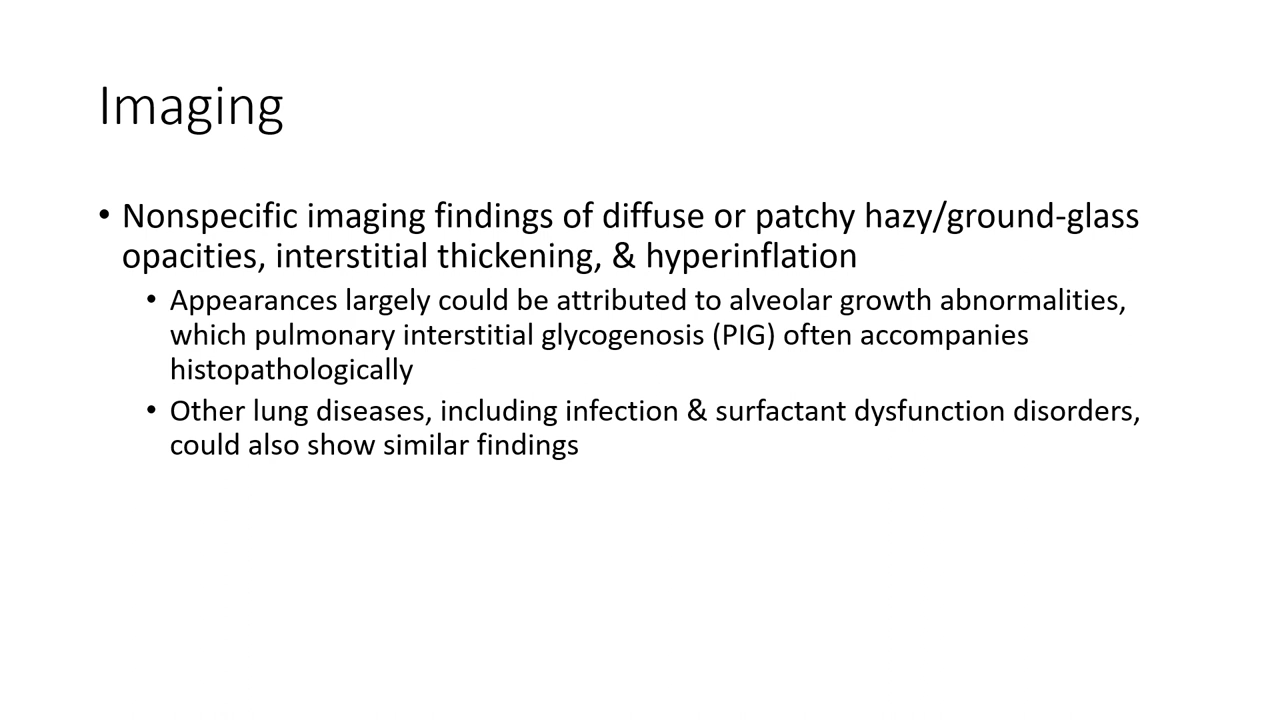 Imaging
• Nonspecific imaging findings of diffuse or patchy hazy/ground-glass
opacities, interstitial thickening, & hyperinflation
• Appearances largely could be attributed to alveolar growth abnormalities,
which pulmonary interstitial glycogenosis (PIG) often accompanies
histopathologically
• Other lung diseases, including infection & surfactant dysfunction disorders,
could also show similar findings